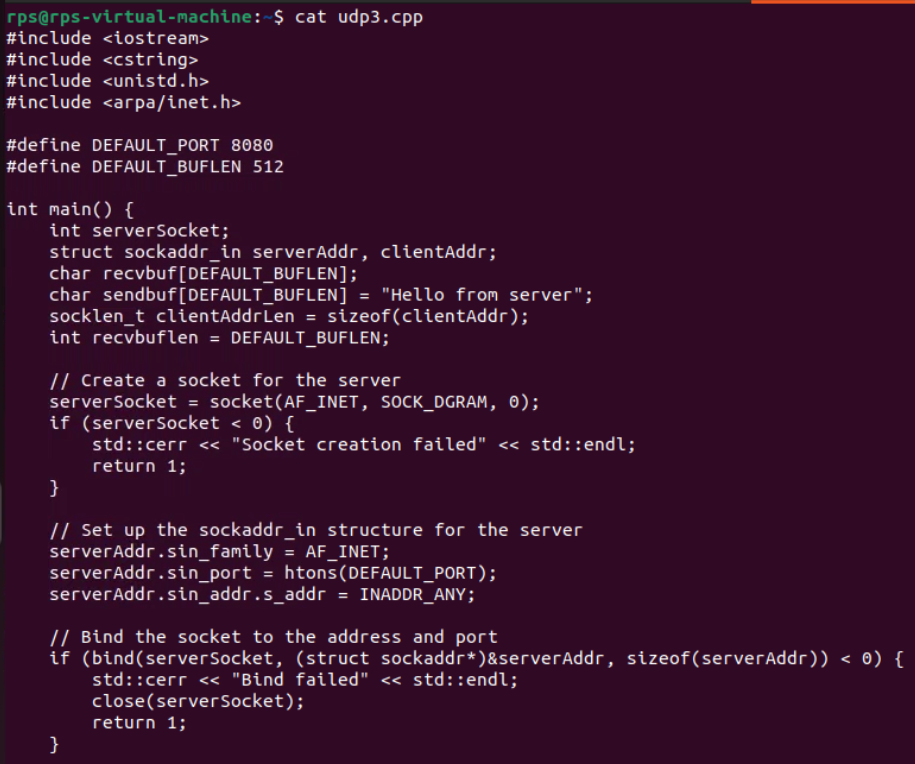 rps@rps-virtual-machine:~$ cat udp3.cpp
#include <iostream>
#include <cstring>
#include <unistd.h>
#include <arpa/inet.h>

#define DEFAULT_PORT 8080
#define DEFAULT_BUFLEN 512

int main() {
    int serverSocket;
    struct sockaddr_in serverAddr, clientAddr;
    char recvbuf[DEFAULT_BUFLEN];
    char sendbuf[DEFAULT_BUFLEN] = "Hello from server";
    socklen_t clientAddrLen = sizeof(clientAddr);
    int recvbuflen = DEFAULT_BUFLEN;

    // Create a socket for the server
    serverSocket = socket(AF_INET, SOCK_DGRAM, 0);
    if (serverSocket < 0) {
        std::cerr << "Socket creation failed" << std::endl;
        return 1;
    }

    // Set up the sockaddr_in structure for the server
    serverAddr.sin_family = AF_INET;
    serverAddr.sin_port = htons(DEFAULT_PORT);
    serverAddr.sin_addr.s_addr = INADDR_ANY;

    // Bind the socket to the address and port
    if (bind(serverSocket, (struct sockaddr*)&serverAddr, sizeof(serverAddr)) < 0) {
        std::cerr << "Bind failed" << std::endl;
        close(serverSocket);
        return 1;
    }